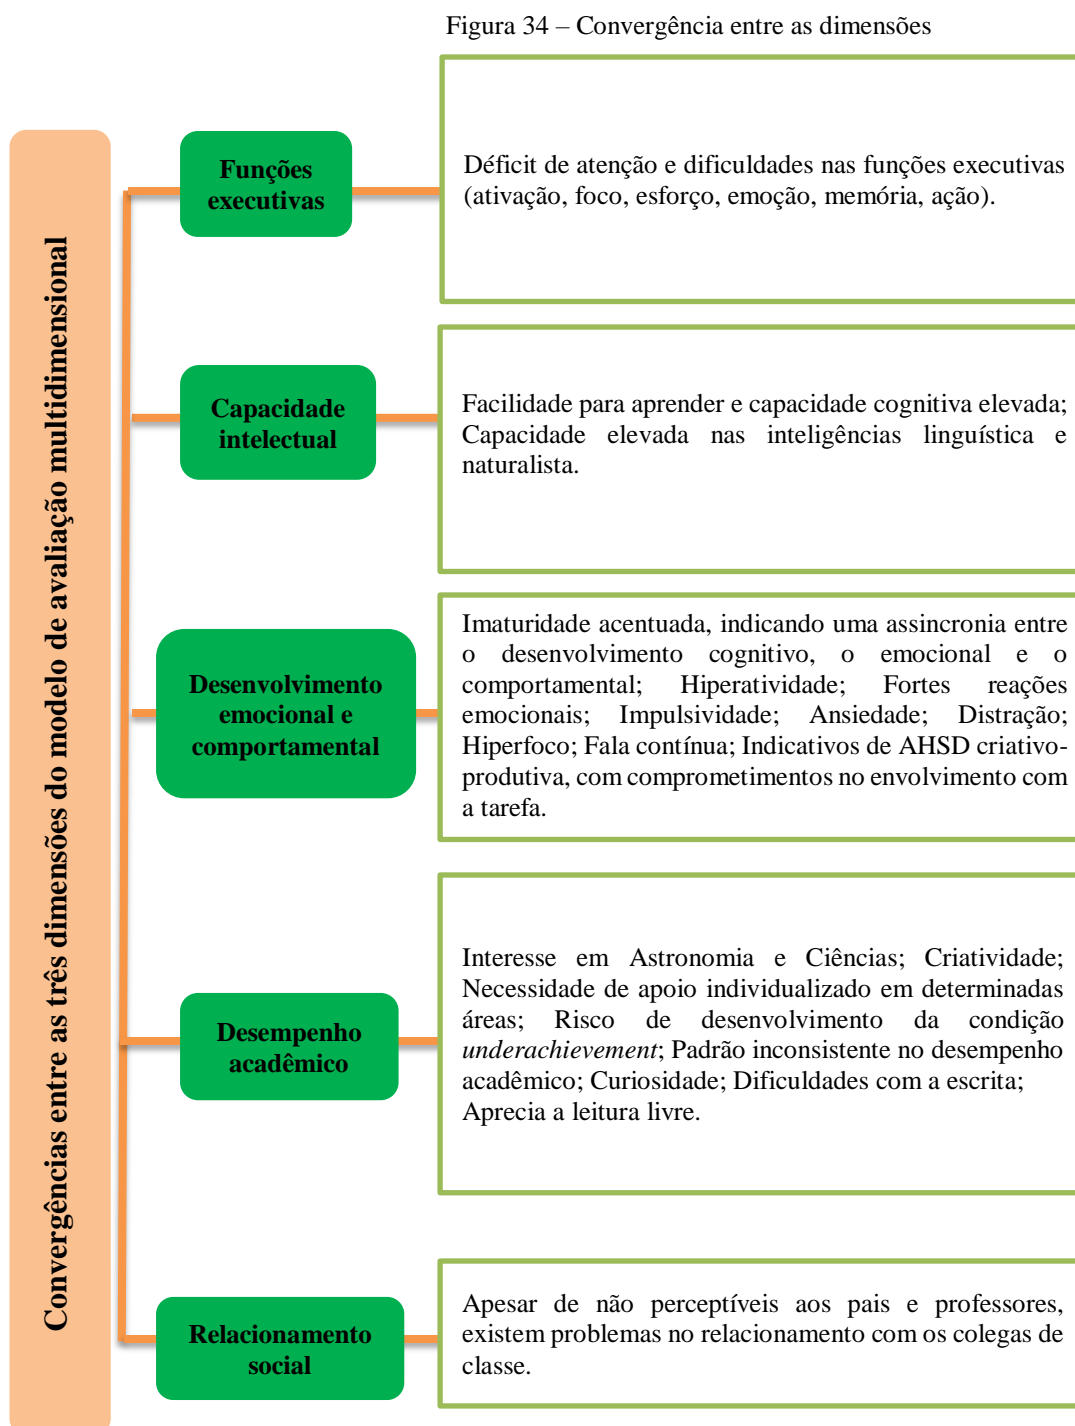 Figura 34 – Convergência entre as dimensões
Convergências entre as três dimensões do modelo de avaliação multidimensional
Funções
executivas
Déficit de atenção e dificuldades nas funções executivas
(ativação, foco, esforço, emoção, memória, ação).
Capacidade
intelectual
Facilidade para aprender e capacidade cognitiva elevada;
Capacidade elevada nas inteligências linguística e
naturalista.
Desenvolvimento
emocional e
comportamental
Imaturidade acentuada, indicando uma assincronia entre
o desenvolvimento cognitivo, o emocional e o
comportamental; Hiperatividade; Fortes reações
emocionais; Impulsividade; Ansiedade; Distração;
Hiperfoco; Fala contínua; Indicativos de AHSD criativo-
produtiva, com comprometimentos no envolvimento com
a tarefa.
Desempenho
acadêmico
Interesse em Astronomia e Ciências; Criatividade;
Necessidade de apoio individualizado em determinadas
áreas; Risco de desenvolvimento da condição
underachievement; Padrão inconsistente no desempenho
acadêmico; Curiosidade; Dificuldades com a escrita;
Aprecia a leitura livre.
Relacionamento
social
Apesar de não perceptíveis aos pais e professores,
existem problemas no relacionamento com os colegas de
classe.